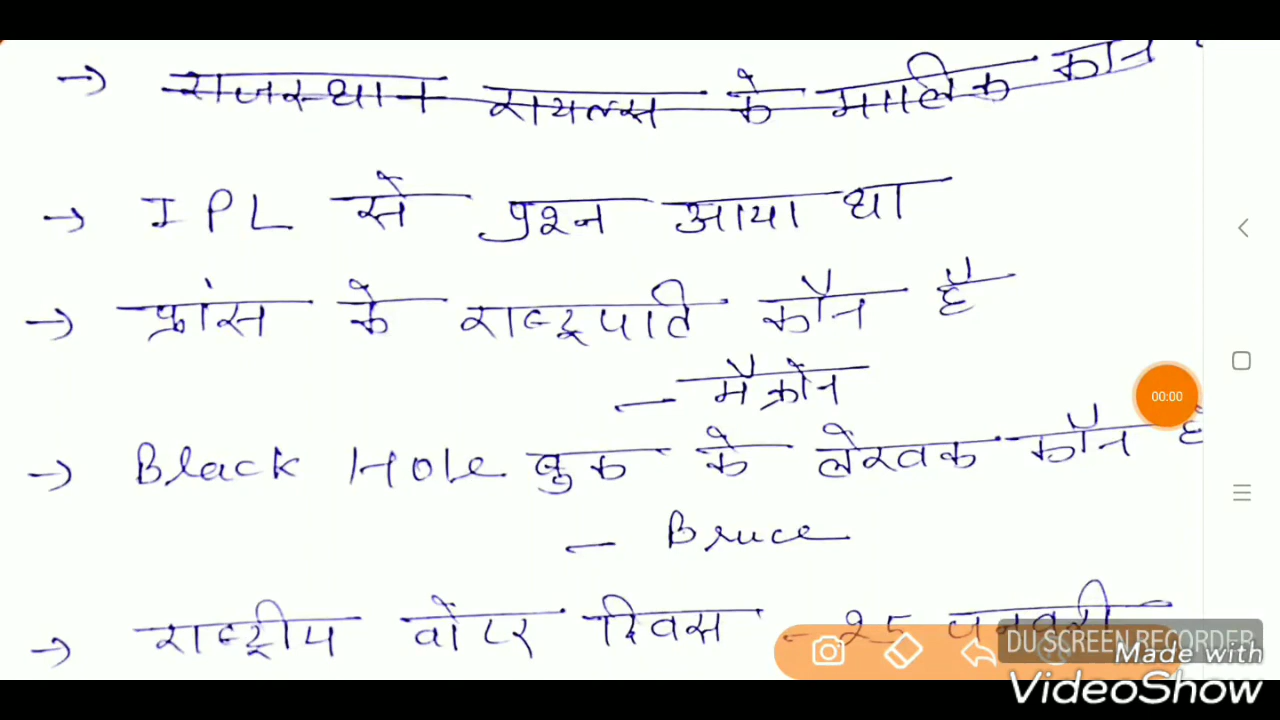 → राजस्थान रायल्स के मालिक कौन
→ IPL से प्रश्न आया था
→ फ्रांस के राष्ट्रपति कौन है
— मैक्रोन
00:00
→ Black Hole बुक के लेखक कौन है
— Bruce
→ राष्ट्रीय वोटर दिवस - 25 जनवरी
DU SCREEN RECORDER
Made with
VideoShow